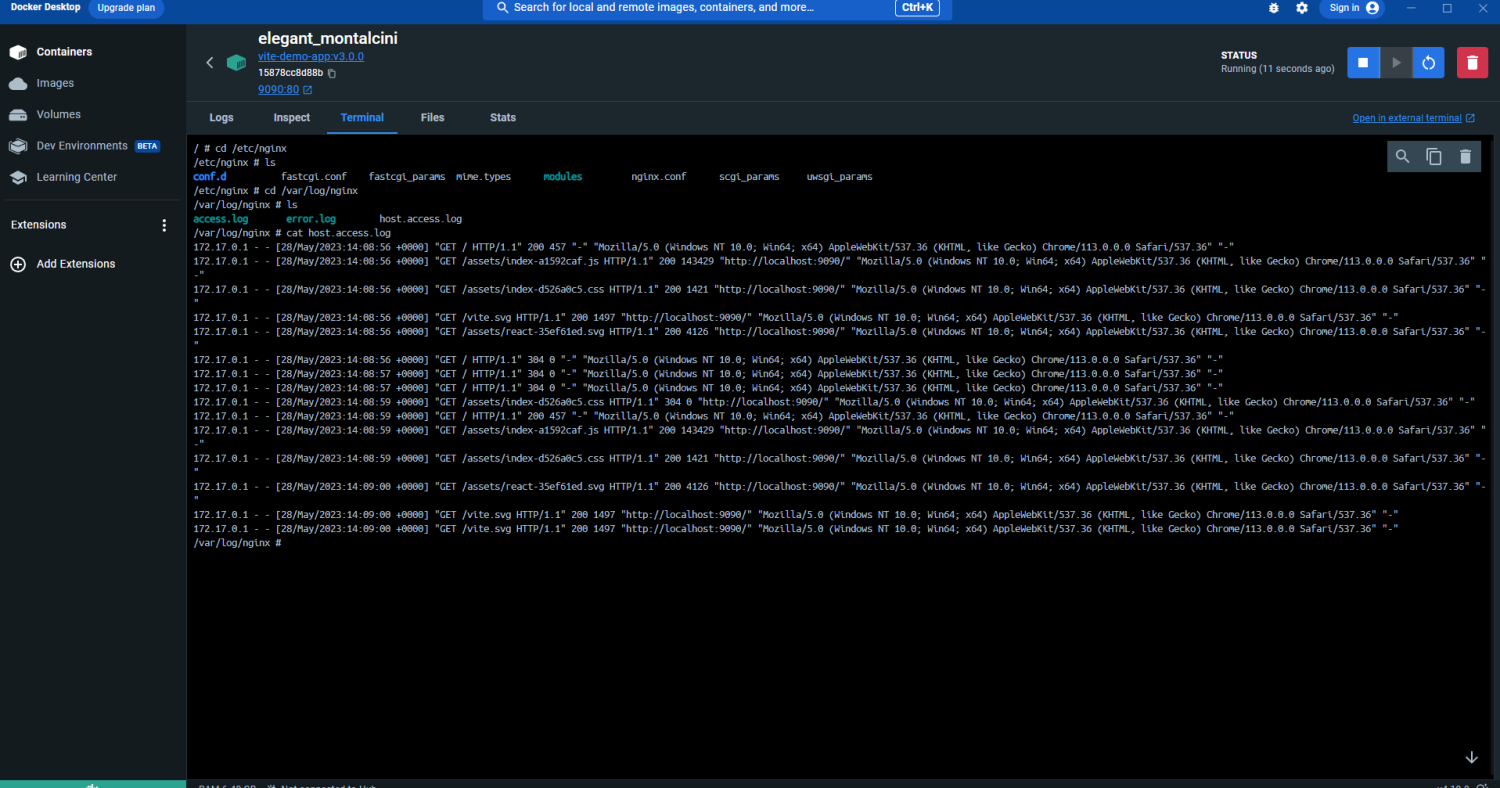 Docker Desktop Upgrade plan Search for local and remote images, containers, and more... Ctrl+K Sign in
Containers
Images
Volumes
Dev Environments BETA
Learning Center
Extensions
Add Extensions
elegant_montalcini
vite-demo-app:v3.0.0
15878cc8d88b
9090:80
STATUS
Running (11 seconds ago)
Logs Inspect Terminal Files Stats Open in external terminal
/ # cd /etc/nginx
/etc/nginx # ls
conf.d fastcgi.conf fastcgi_params mime.types modules nginx.conf scgi_params uwsgi_params
/etc/nginx # cd /var/log/nginx
/var/log/nginx # ls
access.log error.log host.access.log
/var/log/nginx # cat host.access.log
172.17.0.1 - - [28/May/2023:14:08:56 +0000] "GET / HTTP/1.1" 200 457 "-" "Mozilla/5.0 (Windows NT 10.0; Win64; x64) AppleWebKit/537.36 (KHTML, like Gecko) Chrome/113.0.0.0 Safari/537.36" "-"
172.17.0.1 - - [28/May/2023:14:08:56 +0000] "GET /assets/index-a1592caf.js HTTP/1.1" 200 143429 "http://localhost:9090/" "Mozilla/5.0 (Windows NT 10.0; Win64; x64) AppleWebKit/537.36 (KHTML, like Gecko) Chrome/113.0.0.0 Safari/537.36" "
-"
172.17.0.1 - - [28/May/2023:14:08:56 +0000] "GET /assets/index-d526a0c5.css HTTP/1.1" 200 1421 "http://localhost:9090/" "Mozilla/5.0 (Windows NT 10.0; Win64; x64) AppleWebKit/537.36 (KHTML, like Gecko) Chrome/113.0.0.0 Safari/537.36" "-
"
172.17.0.1 - - [28/May/2023:14:08:56 +0000] "GET /vite.svg HTTP/1.1" 200 1497 "http://localhost:9090/" "Mozilla/5.0 (Windows NT 10.0; Win64; x64) AppleWebKit/537.36 (KHTML, like Gecko) Chrome/113.0.0.0 Safari/537.36" "-"
172.17.0.1 - - [28/May/2023:14:08:56 +0000] "GET /assets/react-35ef61ed.svg HTTP/1.1" 200 4126 "http://localhost:9090/" "Mozilla/5.0 (Windows NT 10.0; Win64; x64) AppleWebKit/537.36 (KHTML, like Gecko) Chrome/113.0.0.0 Safari/537.36" "-
"
172.17.0.1 - - [28/May/2023:14:08:56 +0000] "GET / HTTP/1.1" 304 0 "-" "Mozilla/5.0 (Windows NT 10.0; Win64; x64) AppleWebKit/537.36 (KHTML, like Gecko) Chrome/113.0.0.0 Safari/537.36" "-"
172.17.0.1 - - [28/May/2023:14:08:57 +0000] "GET / HTTP/1.1" 304 0 "-" "Mozilla/5.0 (Windows NT 10.0; Win64; x64) AppleWebKit/537.36 (KHTML, like Gecko) Chrome/113.0.0.0 Safari/537.36" "-"
172.17.0.1 - - [28/May/2023:14:08:57 +0000] "GET / HTTP/1.1" 304 0 "-" "Mozilla/5.0 (Windows NT 10.0; Win64; x64) AppleWebKit/537.36 (KHTML, like Gecko) Chrome/113.0.0.0 Safari/537.36" "-"
172.17.0.1 - - [28/May/2023:14:08:59 +0000] "GET /assets/index-d526a0c5.css HTTP/1.1" 304 0 "http://localhost:9090/" "Mozilla/5.0 (Windows NT 10.0; Win64; x64) AppleWebKit/537.36 (KHTML, like Gecko) Chrome/113.0.0.0 Safari/537.36" "-"
172.17.0.1 - - [28/May/2023:14:08:59 +0000] "GET / HTTP/1.1" 200 457 "-" "Mozilla/5.0 (Windows NT 10.0; Win64; x64) AppleWebKit/537.36 (KHTML, like Gecko) Chrome/113.0.0.0 Safari/537.36" "-"
172.17.0.1 - - [28/May/2023:14:08:59 +0000] "GET /assets/index-a1592caf.js HTTP/1.1" 200 143429 "http://localhost:9090/" "Mozilla/5.0 (Windows NT 10.0; Win64; x64) AppleWebKit/537.36 (KHTML, like Gecko) Chrome/113.0.0.0 Safari/537.36" "
-"
172.17.0.1 - - [28/May/2023:14:08:59 +0000] "GET /assets/index-d526a0c5.css HTTP/1.1" 200 1421 "http://localhost:9090/" "Mozilla/5.0 (Windows NT 10.0; Win64; x64) AppleWebKit/537.36 (KHTML, like Gecko) Chrome/113.0.0.0 Safari/537.36" "-
"
172.17.0.1 - - [28/May/2023:14:09:00 +0000] "GET /assets/react-35ef61ed.svg HTTP/1.1" 200 4126 "http://localhost:9090/" "Mozilla/5.0 (Windows NT 10.0; Win64; x64) AppleWebKit/537.36 (KHTML, like Gecko) Chrome/113.0.0.0 Safari/537.36" "-
"
172.17.0.1 - - [28/May/2023:14:09:00 +0000] "GET /vite.svg HTTP/1.1" 200 1497 "http://localhost:9090/" "Mozilla/5.0 (Windows NT 10.0; Win64; x64) AppleWebKit/537.36 (KHTML, like Gecko) Chrome/113.0.0.0 Safari/537.36" "-"
172.17.0.1 - - [28/May/2023:14:09:00 +0000] "GET /vite.svg HTTP/1.1" 200 1497 "http://localhost:9090/" "Mozilla/5.0 (Windows NT 10.0; Win64; x64) AppleWebKit/537.36 (KHTML, like Gecko) Chrome/113.0.0.0 Safari/537.36" "-"
/var/log/nginx #
Not connected to Hub